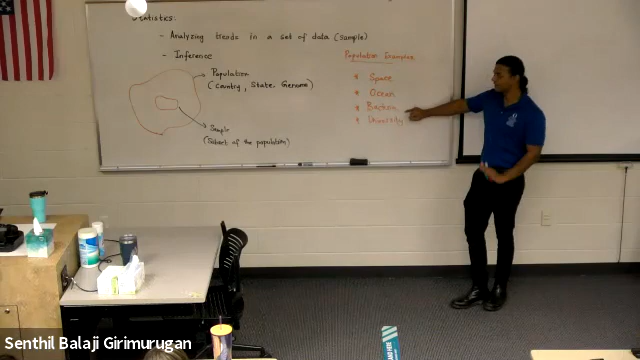 Statistics:
- Analyzing trends in a set of data (sample)
- Inference
Population
(Country, State, Genome)
Sample
(Subset of the population)
Population Examples
* Space
* Ocean
* Bacteria
* University
Senthil Balaji Girimurugan